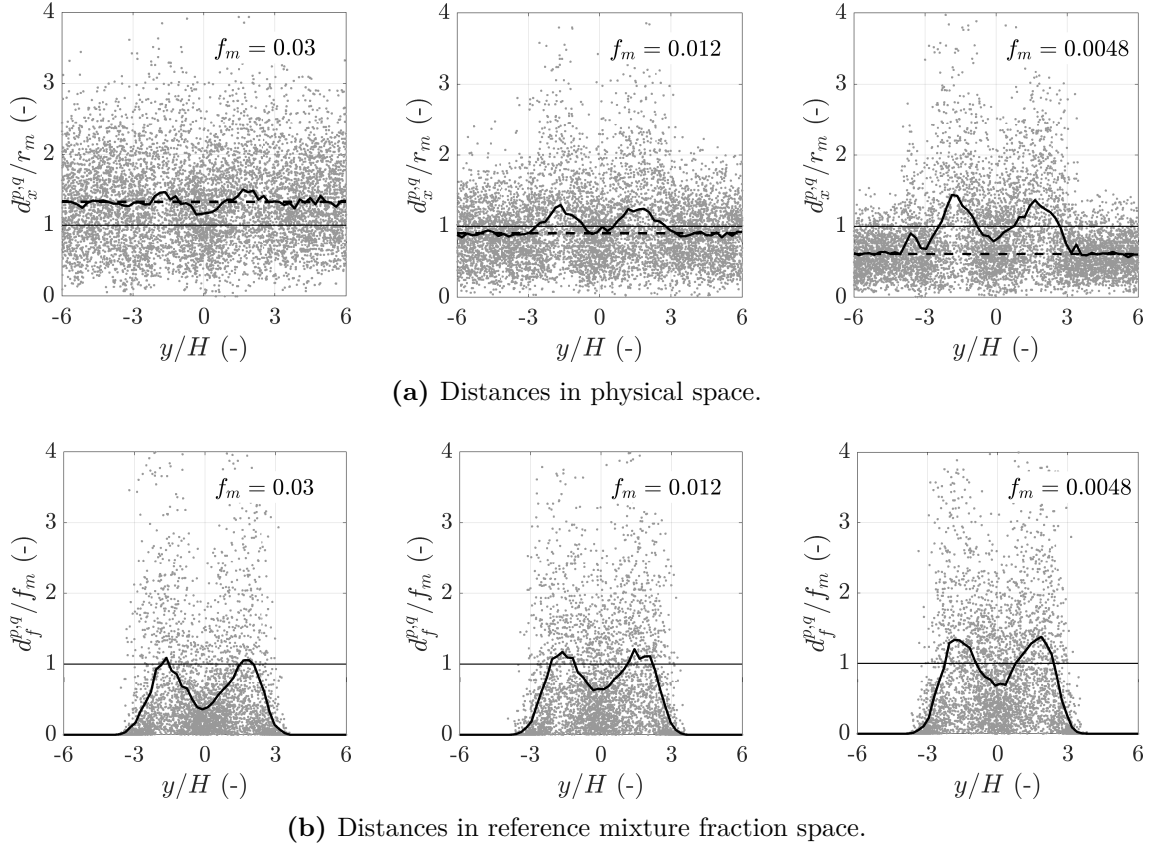 4
3
2
1
0
d_x^{p,q}/r_m (-)
f_m = 0.03
-6 -3 0 3 6
y/H (-)
4
3
2
1
0
d_x^{p,q}/r_m (-)
f_m = 0.012
-6 -3 0 3 6
y/H (-)
4
3
2
1
0
d_x^{p,q}/r_m (-)
f_m = 0.0048
-6 -3 0 3 6
y/H (-)
(a) Distances in physical space.
4
3
2
1
0
d_f^{p,q}/f_m (-)
f_m = 0.03
-6 -3 0 3 6
y/H (-)
4
3
2
1
0
d_f^{p,q}/f_m (-)
f_m = 0.012
-6 -3 0 3 6
y/H (-)
4
3
2
1
0
d_f^{p,q}/f_m (-)
f_m = 0.0048
-6 -3 0 3 6
y/H (-)
(b) Distances in reference mixture fraction space.